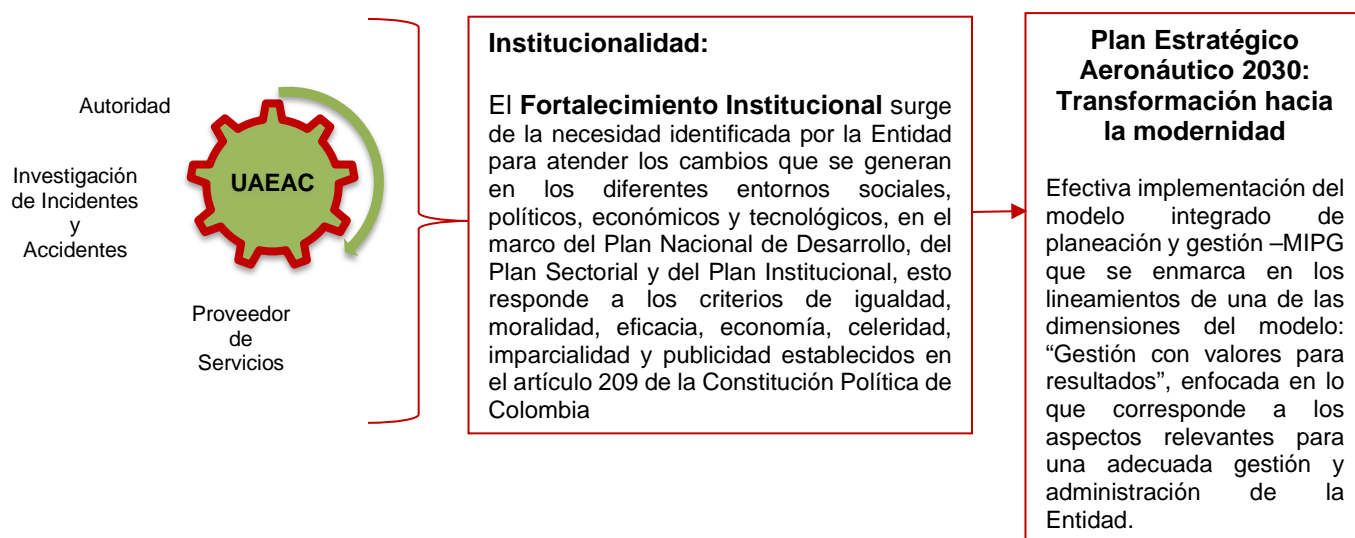 Autoridad
Investigación
de Incidentes
y
Accidentes
UAEAC
Proveedor
de
Servicios
Institucionalidad:
El Fortalecimiento Institucional surge
de la necesidad identificada por la Entidad
para atender los cambios que se generan
en los diferentes entornos sociales,
políticos, económicos y tecnológicos, en el
marco del Plan Nacional de Desarrollo, del
Plan Sectorial y del Plan Institucional, esto
responde a los criterios de igualdad,
moralidad, eficacia, economía, celeridad,
imparcialidad y publicidad establecidos en
el artículo 209 de la Constitución Política de
Colombia
Plan Estratégico
Aeronáutico 2030:
Transformación hacia
la modernidad
Efectiva implementación del
modelo integrado de
planeación y gestión –MIPG
que se enmarca en los
lineamientos de una de las
dimensiones del modelo:
“Gestión con valores para
resultados”, enfocada en lo
que corresponde a los
aspectos relevantes para
una adecuada gestión y
administración de la
Entidad.